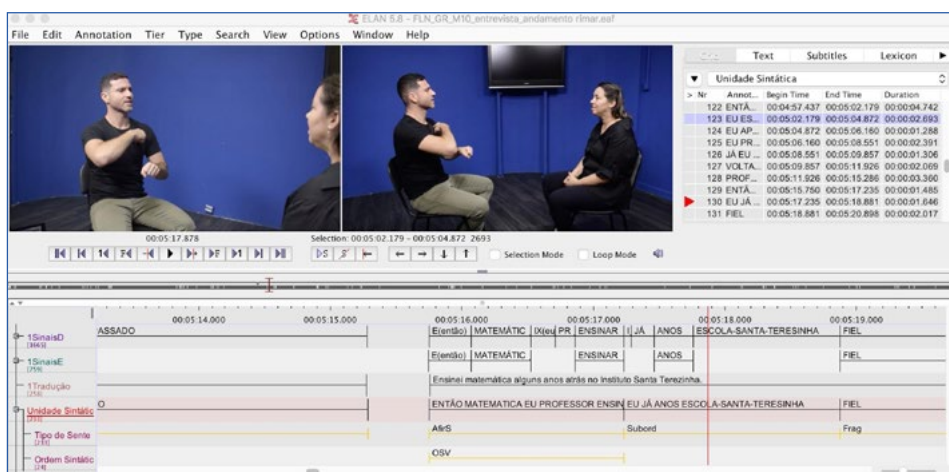 ELAN 5.8 - FLN_GR_M10_entrevista_andamento rimar.eaf
File Edit Annotation Tier Type Search View Options Window Help
Text Subtitles Lexicon
Unidade Sintática
> Nr Annot... Begin Time End Time Duration
122 ENTÃ... 00:04:57.437 00:05:02.179 00:00:04.742
123 EU ES... 00:05:02.179 00:05:04.872 00:00:02.693
124 EU AP... 00:05:04.872 00:05:06.160 00:00:01.288
125 EU PR... 00:05:06.160 00:05:08.551 00:00:02.391
126 JÁ EU ... 00:05:08.551 00:05:09.857 00:00:01.306
127 VOLTA... 00:05:09.857 00:05:11.926 00:00:02.069
128 PROF... 00:05:11.926 00:05:15.286 00:00:03.360
129 ENTÃ... 00:05:15.750 00:05:17.235 00:00:01.485
130 EU JÁ ... 00:05:17.235 00:05:18.881 00:00:01.646
131 FIEL 00:05:18.881 00:05:20.898 00:00:02.017
00:05:17.878 Selection: 00:05:02.179 - 00:05:04.872 2693
Selection Mode Loop Mode
00:05:14.000 00:05:15.000 00:05:16.000 00:05:17.000 00:05:18.000 00:05:19.000
1SinaisD ASSADO E(então) MATEMÁTIC IX(eu PR ENSINAR I JÁ ANOS ESCOLA-SANTA-TERESINHA FIEL
1SinaisE E(então) MATEMÁTIC ENSINAR ANOS FIEL
1Tradução Ensinei matemática alguns anos atrás no Instituto Santa Terezinha.
Unidade Sintátic O ENTÃO MATEMATICA EU PROFESSOR ENSIN EU JÁ ANOS ESCOLA-SANTA-TERESINHA FIEL
Tipo de Sente AfirS Subord Frag
Ordem Sintátic OSV